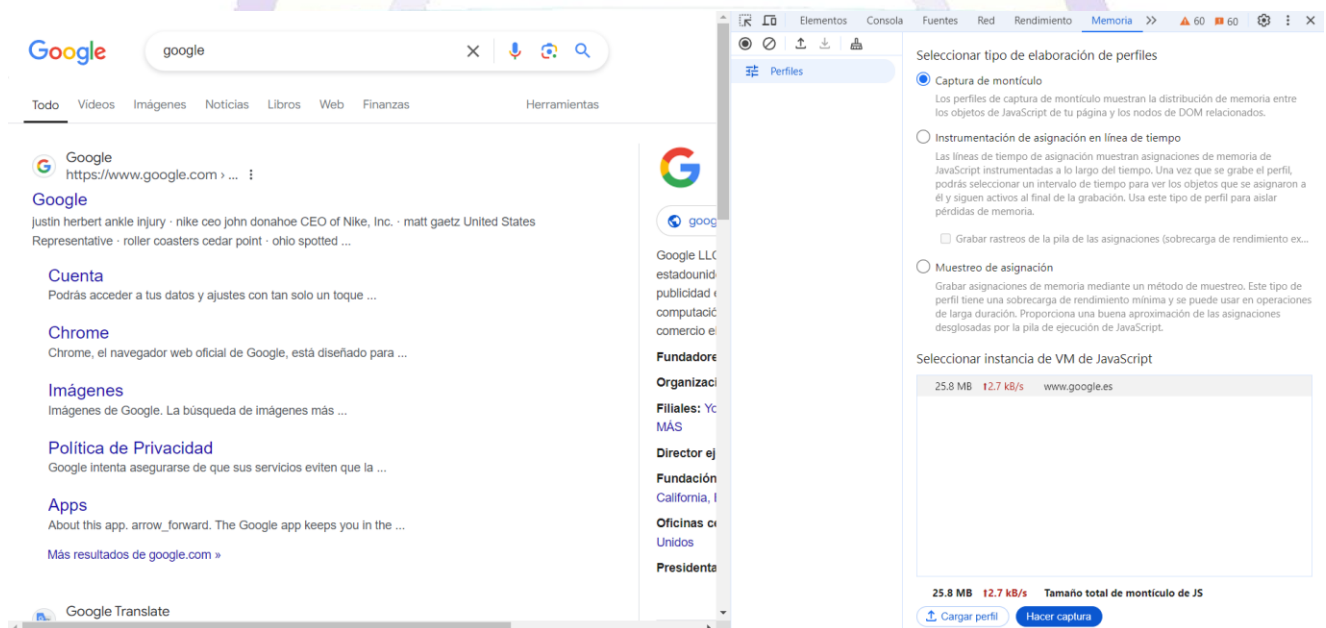 Google
google
Todo Vídeos Imágenes Noticias Libros Web Finanzas Herramientas
Google
https://www.google.com › ...
Google
justin herbert ankle injury · nike ceo john donahoe CEO of Nike, Inc. · matt gaetz United States
Representative · roller coasters cedar point · ohio spotted ...
Cuenta
Podrás acceder a tus datos y ajustes con tan solo un toque ...
Chrome
Chrome, el navegador web oficial de Google, está diseñado para ...
Imágenes
Imágenes de Google. La búsqueda de imágenes más ...
Política de Privacidad
Google intenta asegurarse de que sus servicios eviten que la ...
Apps
About this app. arrow_forward. The Google app keeps you in the ...
Más resultados de google.com »
Google Translate
goog
Google LLC
estadounid
publicidad
computació
comercio e
Fundadore
Organizaci
Filiales: Yo
MÁS
Director ej
Fundación
California,
Oficinas c
Unidos
Presidenta
Elementos Consola Fuentes Red Rendimiento Memoria 60 60
Perfiles
Seleccionar tipo de elaboración de perfiles
Captura de montículo
Los perfiles de captura de montículo muestran la distribución de memoria entre
los objetos de JavaScript de tu página y los nodos de DOM relacionados.
Instrumentación de asignación en línea de tiempo
Las líneas de tiempo de asignación muestran asignaciones de memoria de
JavaScript instrumentadas a lo largo del tiempo. Una vez que se grabe el perfil,
podrás seleccionar un intervalo de tiempo para ver los objetos que se asignaron a
él y siguen activos al final de la grabación. Usa este tipo de perfil para aislar
pérdidas de memoria.
Grabar rastreos de la pila de las asignaciones (sobrecarga de rendimiento ex...
Muestreo de asignación
Grabar asignaciones de memoria mediante un método de muestreo. Este tipo de
perfil tiene una sobrecarga de rendimiento mínima y se puede usar en operaciones
de larga duración. Proporciona una buena aproximación de las asignaciones
desglosadas por la pila de ejecución de JavaScript.
Seleccionar instancia de VM de JavaScript
25.8 MB 2.7 kB/s www.google.es
25.8 MB 2.7 kB/s Tamaño total de montículo de JS
Cargar perfil Hacer captura